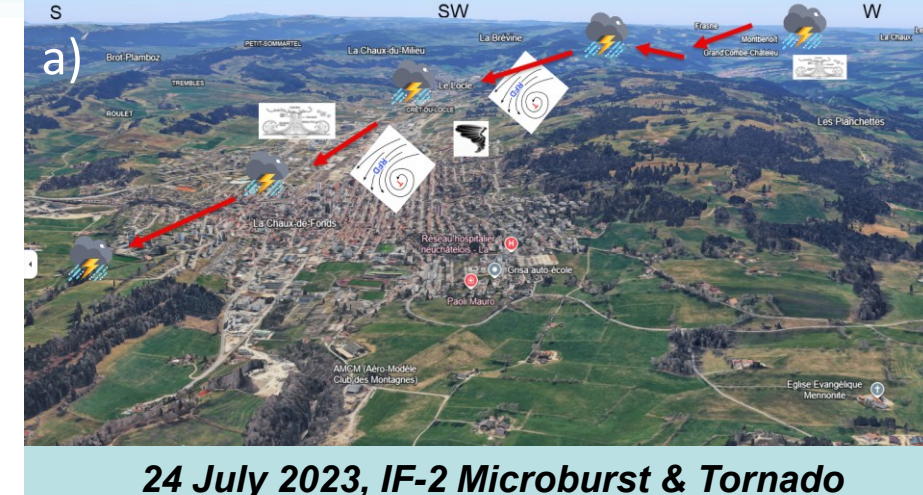 S
SW
W
a)
Brot-Plamboz
PETIT-SOMMARTEL
La Chaux-du-Milieu
La Brévine
Frasne
Montbenoît
Grand'Combe-Châteleu
La Chaux
TREMBLES
ROULET
Le Locle
CRÊT-DU-LOCLE
Les Planchettes
RFD
T
RFD
T
La Chaux-de-Fonds
Réseau hospitalier
neuchâtelois - La
Grisa auto-école
Paoli Mauro
AMCM (Aéro-Modèle
Club des Montagnes)
Eglise Evangélique
Mennonite
24 July 2023, IF-2 Microburst & Tornado